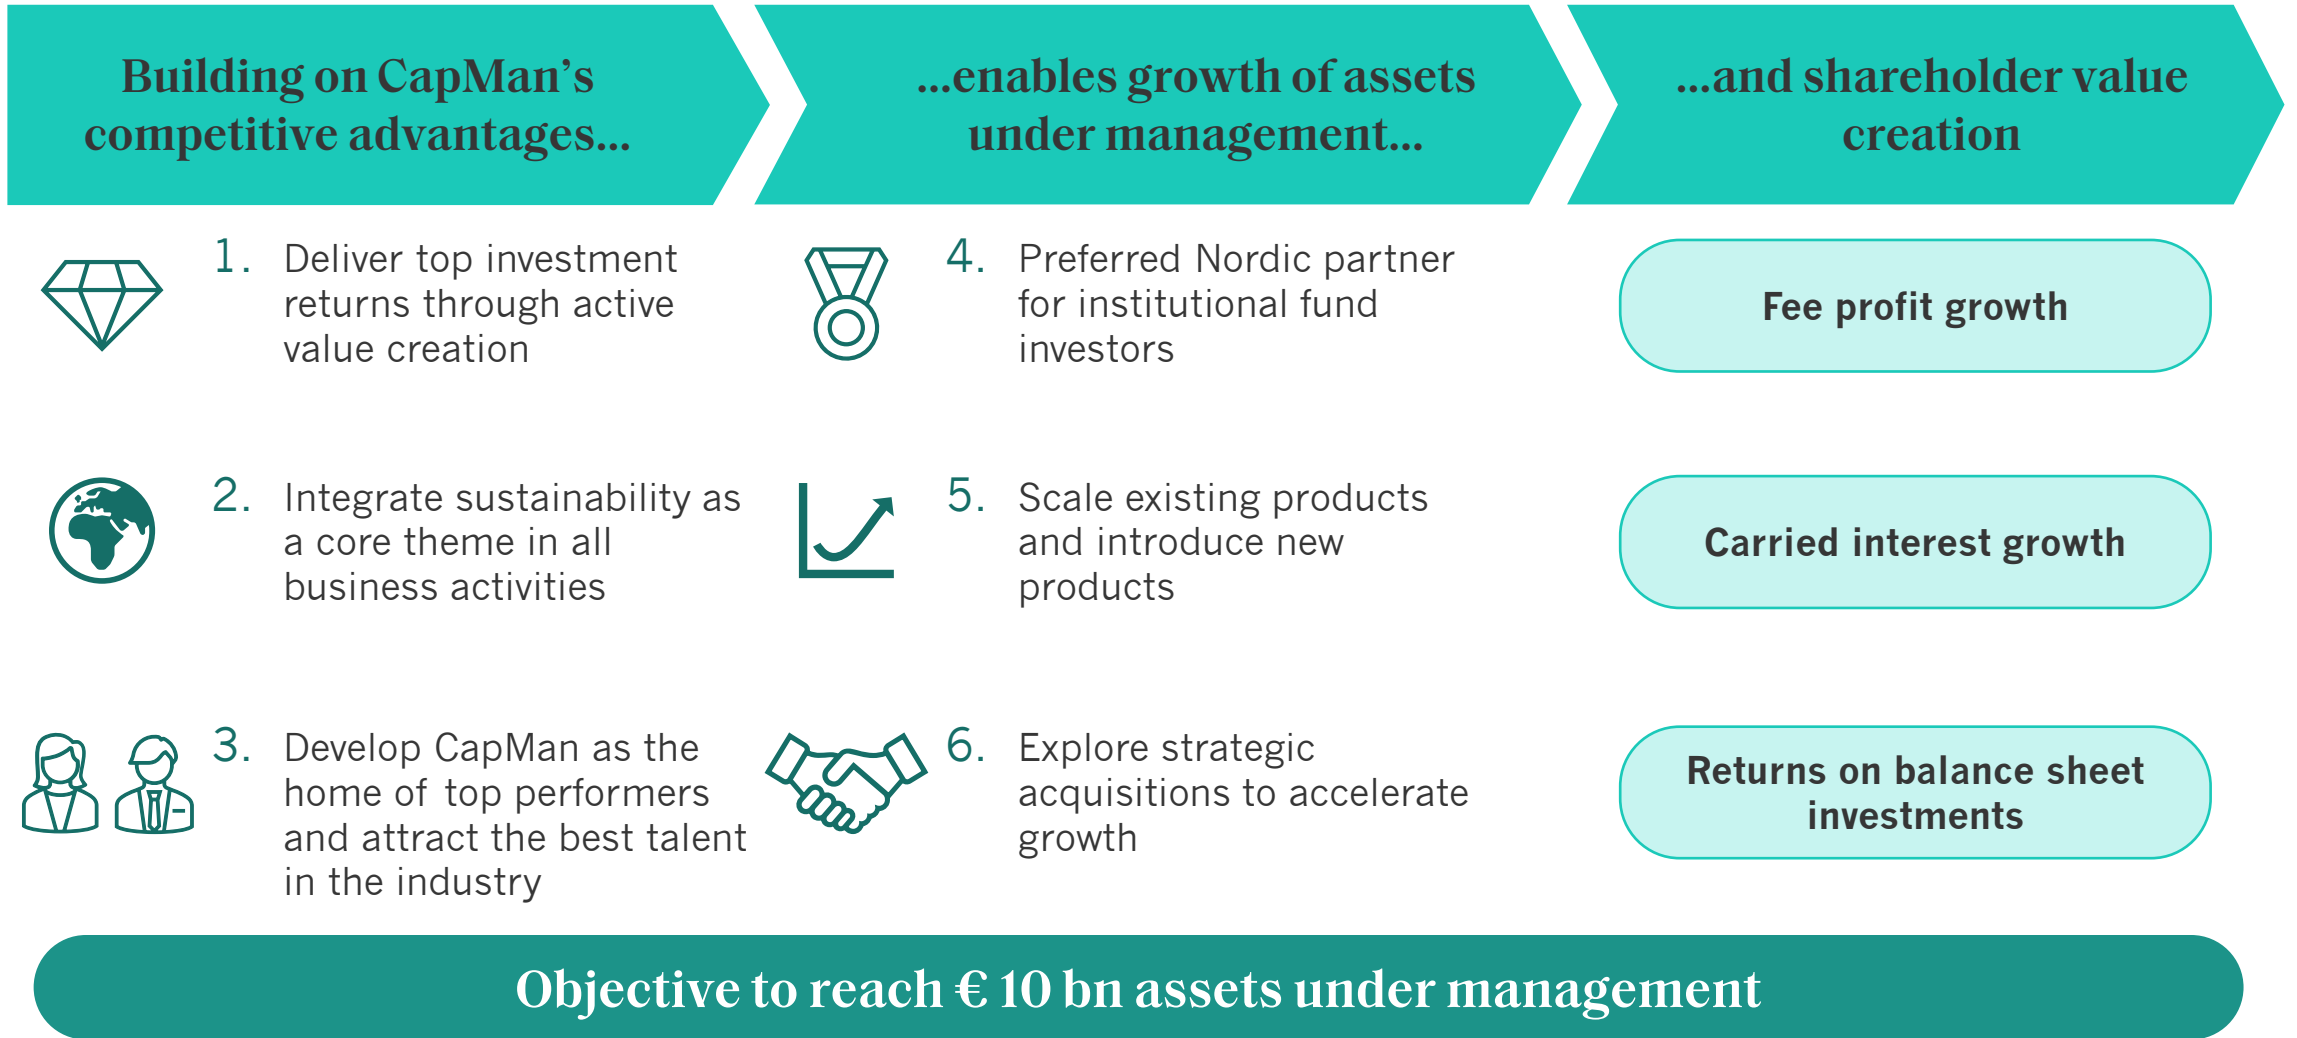 Building on CapMan’s
competitive advantages...
...enables growth of assets
under management...
...and shareholder value
creation
1. Deliver top investment
returns through active
value creation
2. Integrate sustainability as
a core theme in all
business activities
3. Develop CapMan as the
home of top performers
and attract the best talent
in the industry
4. Preferred Nordic partner
for institutional fund
investors
5. Scale existing products
and introduce new
products
6. Explore strategic
acquisitions to accelerate
growth
Fee profit growth
Carried interest growth
Returns on balance sheet
investments
Objective to reach € 10 bn assets under management